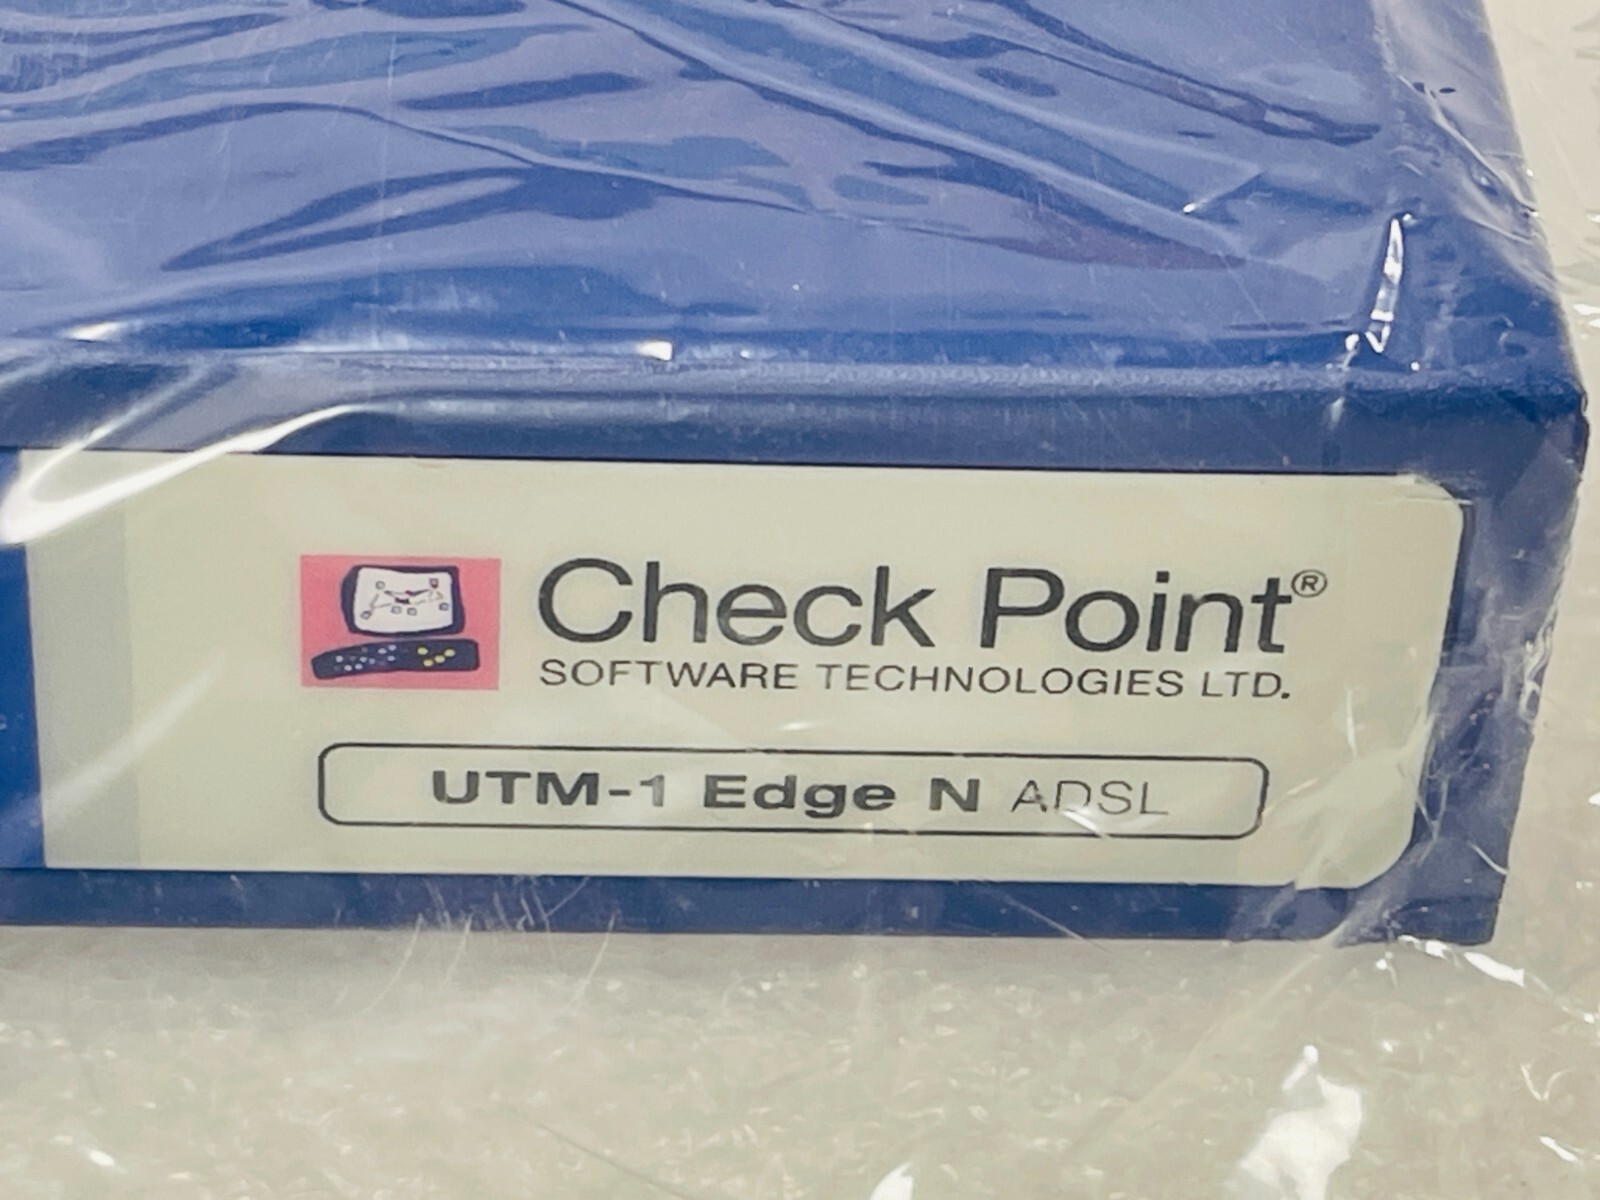 Check Point®
SOFTWARE TECHNOLOGIES LTD.
UTM-1 Edge N ADSL